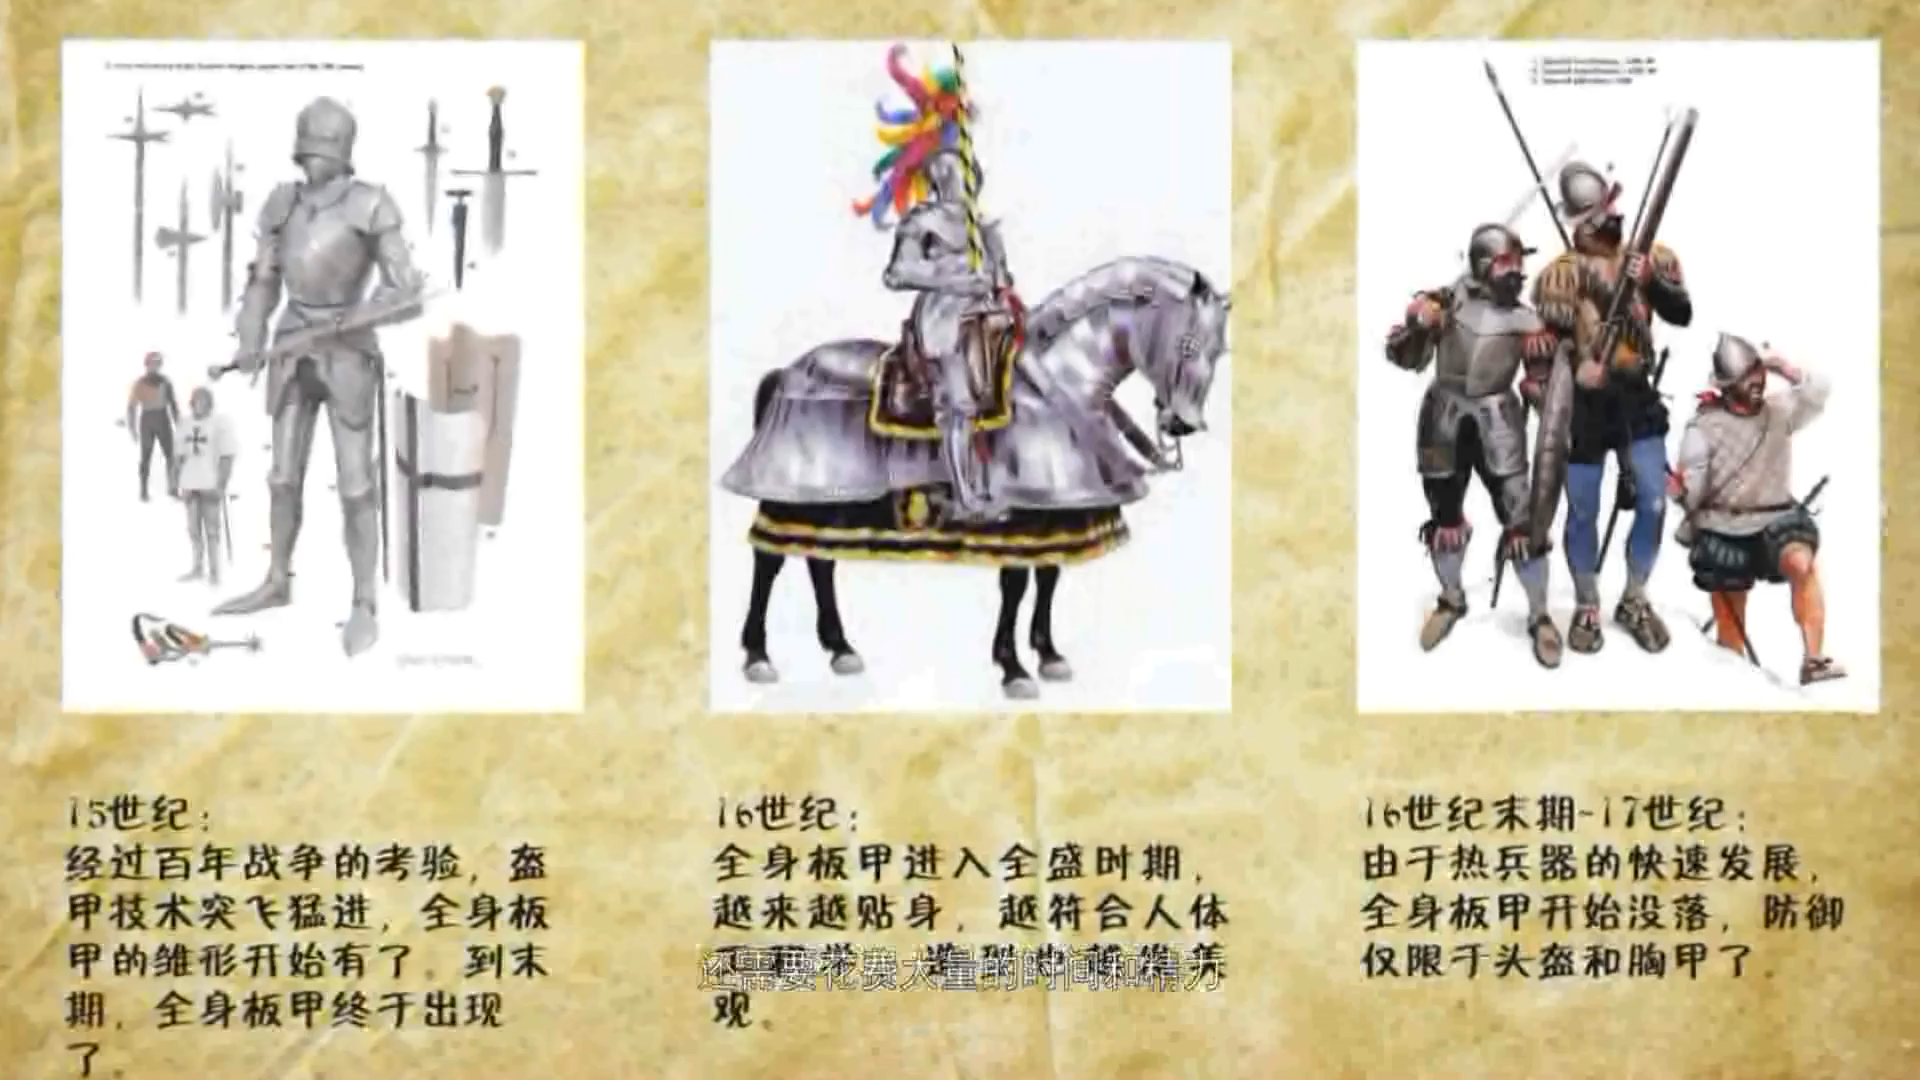 15世纪：
经过百年战争的考验，盔
甲技术突飞猛进，全身板
甲的雏形开始有了。到末
期，全身板甲终于出现
了。
16世纪：
全身板甲进入全盛时期，
越来越贴身，越符合人体
观。
还需要花费大量的时间和精力
16世纪末期-17世纪：
由于热兵器的快速发展，
全身板甲开始没落，防御
仅限于头盔和胸甲了